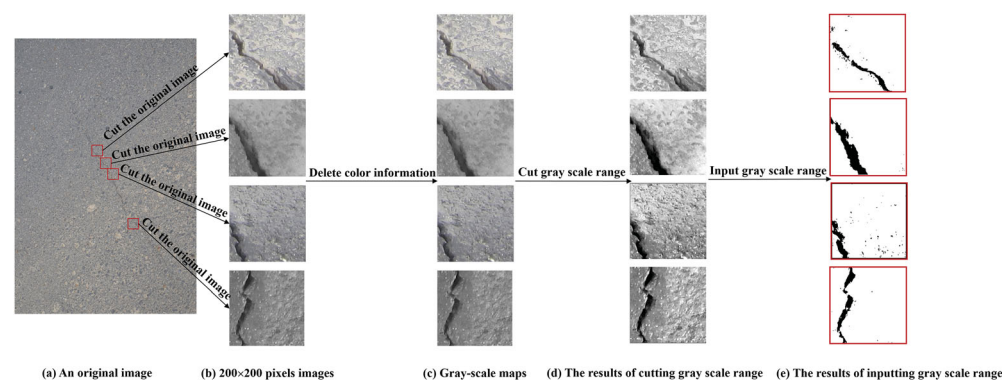 Cut the original image
Cut the original image
Cut the original image
Cut the original image
Delete color information
Cut gray scale range
Input gray scale range
(a) An original image
(b) 200×200 pixels images
(c) Gray-scale maps
(d) The results of cutting gray scale range
(e) The results of inputting gray scale range